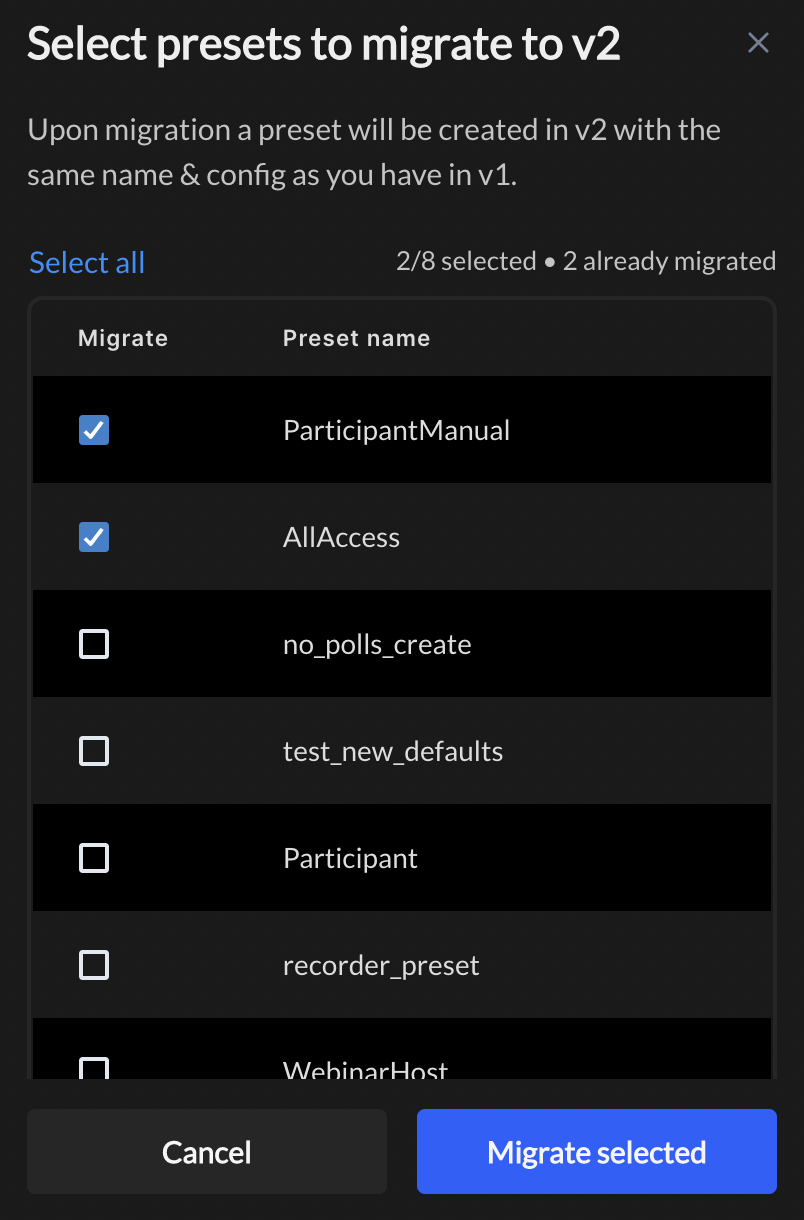 Select presets to migrate to v2
Upon migration a preset will be created in v2 with the
same name & config as you have in v1.
Select all 2/8 selected • 2 already migrated
Migrate Preset name
ParticipantManual
AllAccess
no_polls_create
test_new_defaults
Participant
recorder_preset
WebinarHost
Cancel Migrate selected